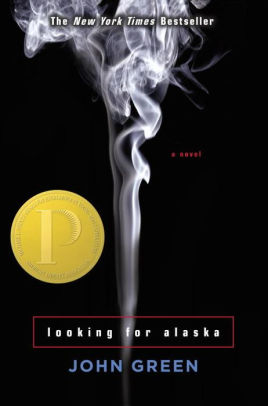 The New York Times Bestseller
a novel
P
looking for alaska
JOHN GREEN